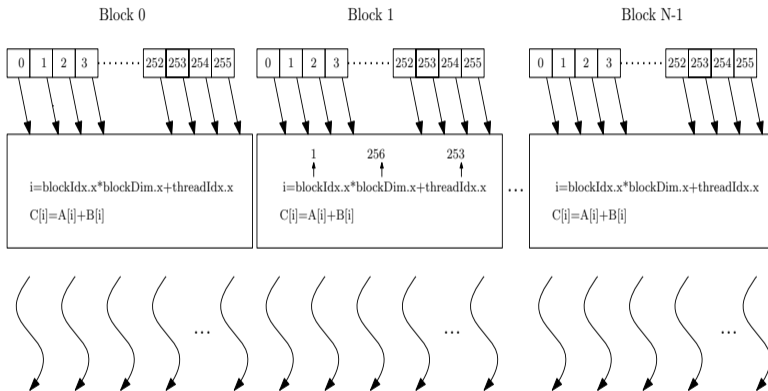 Block 0 Block 1 Block N-1
0 1 2 3 ········ 252 253 254 255 0 1 2 3 ········ 252 253 254 255 0 1 2 3 ········ 252 253 254 255
1 256 253
i=blockIdx.x*blockDim.x+threadIdx.x i=blockIdx.x*blockDim.x+threadIdx.x ... i=blockIdx.x*blockDim.x+threadIdx.x
C[i]=A[i]+B[i] C[i]=A[i]+B[i] C[i]=A[i]+B[i]
... ... ...